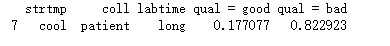 strtmp coll labtime qual = good qual = bad
7 cool patient long 0.177077 0.822923